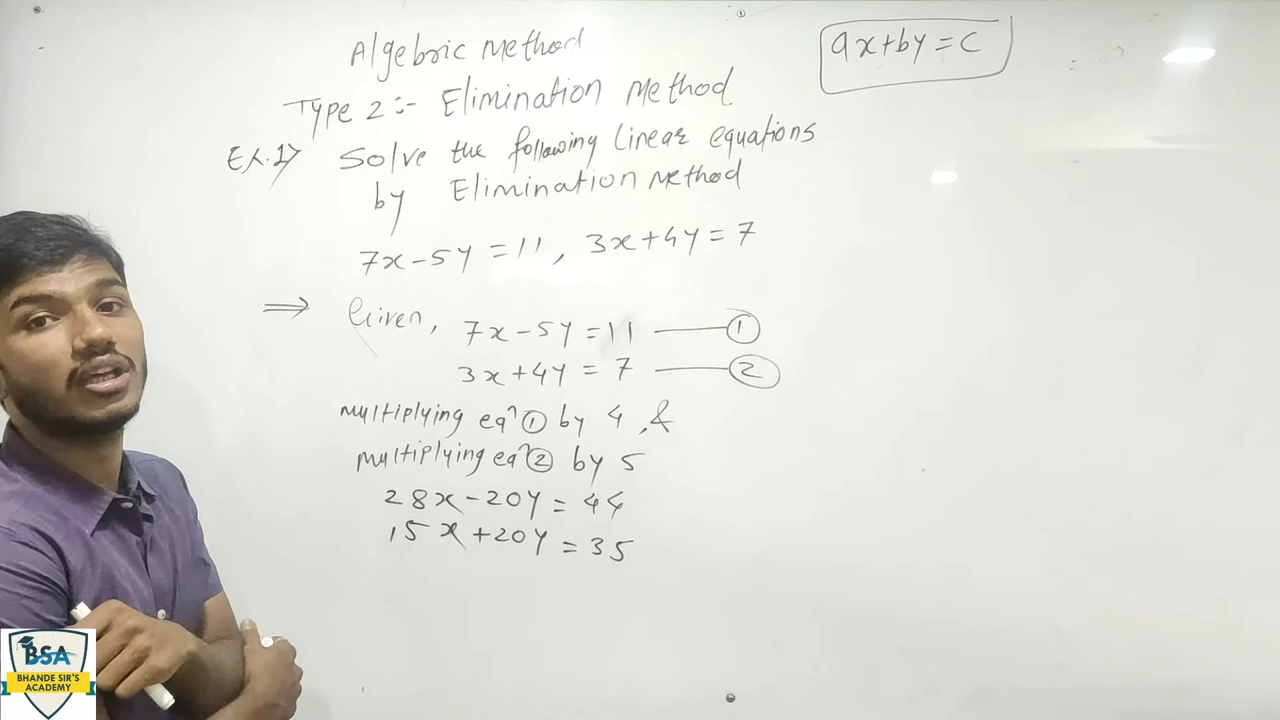 Algebric Method
ax+by=c
Type 2:- Elimination Method.
Ex.1) Solve the following linear equations
by Elimination Method
7x-5y=11, 3x+4y=7
⇒ Given, 7x-5y=11 —— ①
3x+4y=7 —— ②
multiplying eqⁿ ① by 4, &
multiplying eqⁿ ② by 5
28x-20y=44
15x+20y=35
BSA
BHANDE SIR'S
ACADEMY